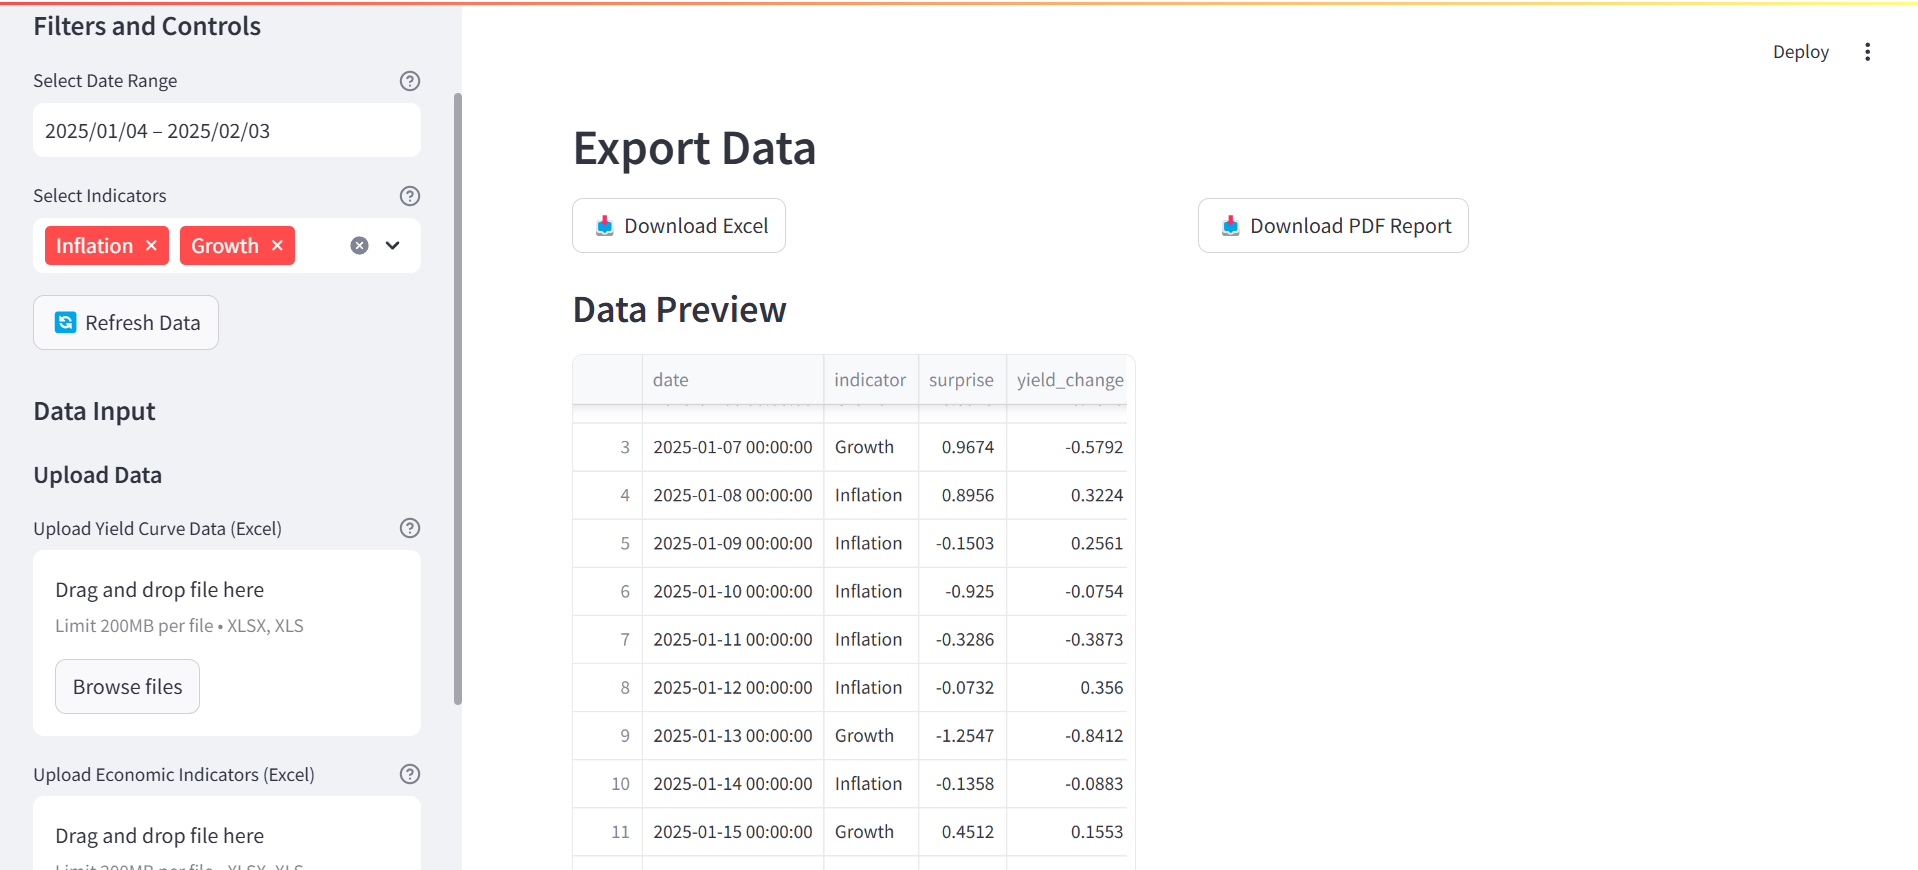 Filters and Controls
Select Date Range
2025/01/04 – 2025/02/03
Select Indicators
Inflation
Growth
Refresh Data
Data Input
Upload Data
Upload Yield Curve Data (Excel)
Drag and drop file here
Limit 200MB per file • XLSX, XLS
Browse files
Upload Economic Indicators (Excel)
Drag and drop file here
Limit 200MB per file • XLSX, XLS
Deploy
Export Data
Download Excel
Download PDF Report
Data Preview
date indicator surprise yield_change
3 2025-01-07 00:00:00 Growth 0.9674 -0.5792
4 2025-01-08 00:00:00 Inflation 0.8956 0.3224
5 2025-01-09 00:00:00 Inflation -0.1503 0.2561
6 2025-01-10 00:00:00 Inflation -0.925 -0.0754
7 2025-01-11 00:00:00 Inflation -0.3286 -0.3873
8 2025-01-12 00:00:00 Inflation -0.0732 0.356
9 2025-01-13 00:00:00 Growth -1.2547 -0.8412
10 2025-01-14 00:00:00 Inflation -0.1358 -0.0883
11 2025-01-15 00:00:00 Growth 0.4512 0.1553